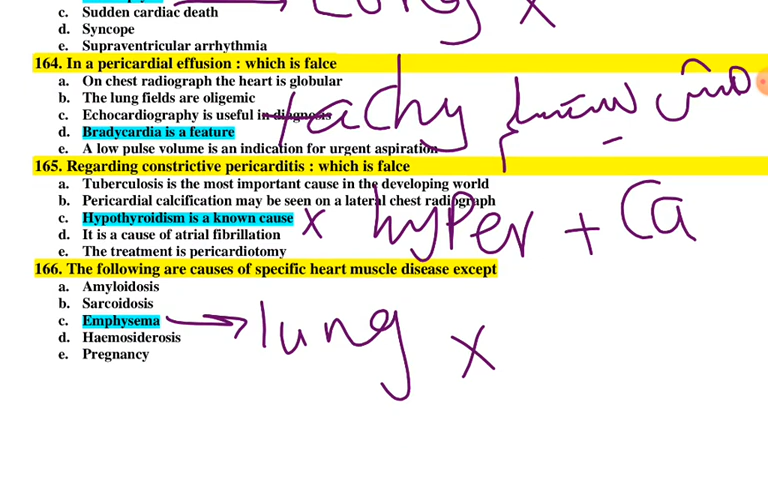 c. Sudden cardiac death
d. Syncope
e. Supraventricular arrhythmia
164. In a pericardial effusion : which is falce
a. On chest radiograph the heart is globular
b. The lung fields are oligemic
c. Echocardiography is useful in diagnosis
tachy
d. Bradycardia is a feature
e. A low pulse volume is an indication for urgent aspiration
165. Regarding constrictive pericarditis : which is falce
a. Tuberculosis is the most important cause in the developing world
b. Pericardial calcification may be seen on a lateral chest radiograph
c. Hypothyroidism is a known cause x hyper + Ca
d. It is a cause of atrial fibrillation
e. The treatment is pericardiotomy
166. The following are causes of specific heart muscle disease except
a. Amyloidosis
b. Sarcoidosis
c. Emphysema → lung x
d. Haemosiderosis
e. Pregnancy